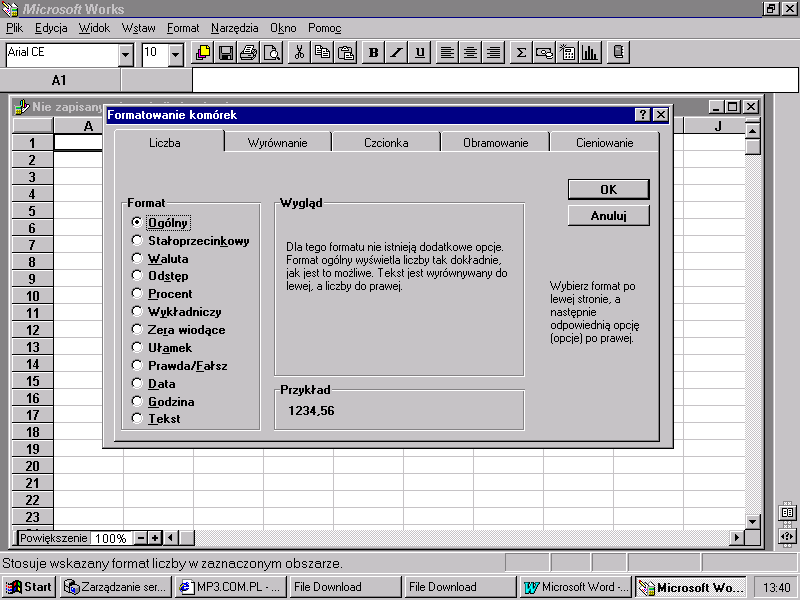 Microsoft Works
Plik Edycja Widok Wstaw Format Narzędzia Okno Pomoc
Arial CE 10 B I U Σ
A1
Nie zapisany
Formatowanie komórek
Liczba Wyrównanie Czcionka Obramowanie Cieniowanie
A J
1
2
3
4
5
6
7
8
9
10
11
12
13
14
15
16
17
18
19
20
21
22
23
Format
Ogólny
Stałoprzecinkowy
Waluta
Odstęp
Procent
Wykładniczy
Zera wiodące
Ułamek
Prawda/Fałsz
Data
Godzina
Tekst
Wygląd
Dla tego formatu nie istnieją dodatkowe opcje.
Format ogólny wyświetla liczby tak dokładnie,
jak jest to możliwe. Tekst jest wyrównywany do
lewej, a liczby do prawej.
Przykład
1234,56
OK
Anuluj
Wybierz format po
lewej stronie, a
następnie
odpowiednią opcję
(opcje) po prawej.
Powiększenie 100%
Stosuje wskazany format liczby w zaznaczonym obszarze.
Start Zarządzanie ser... MP3.COM.PL - ... File Download File Download Microsoft Word -... Microsoft Wo... 13:40